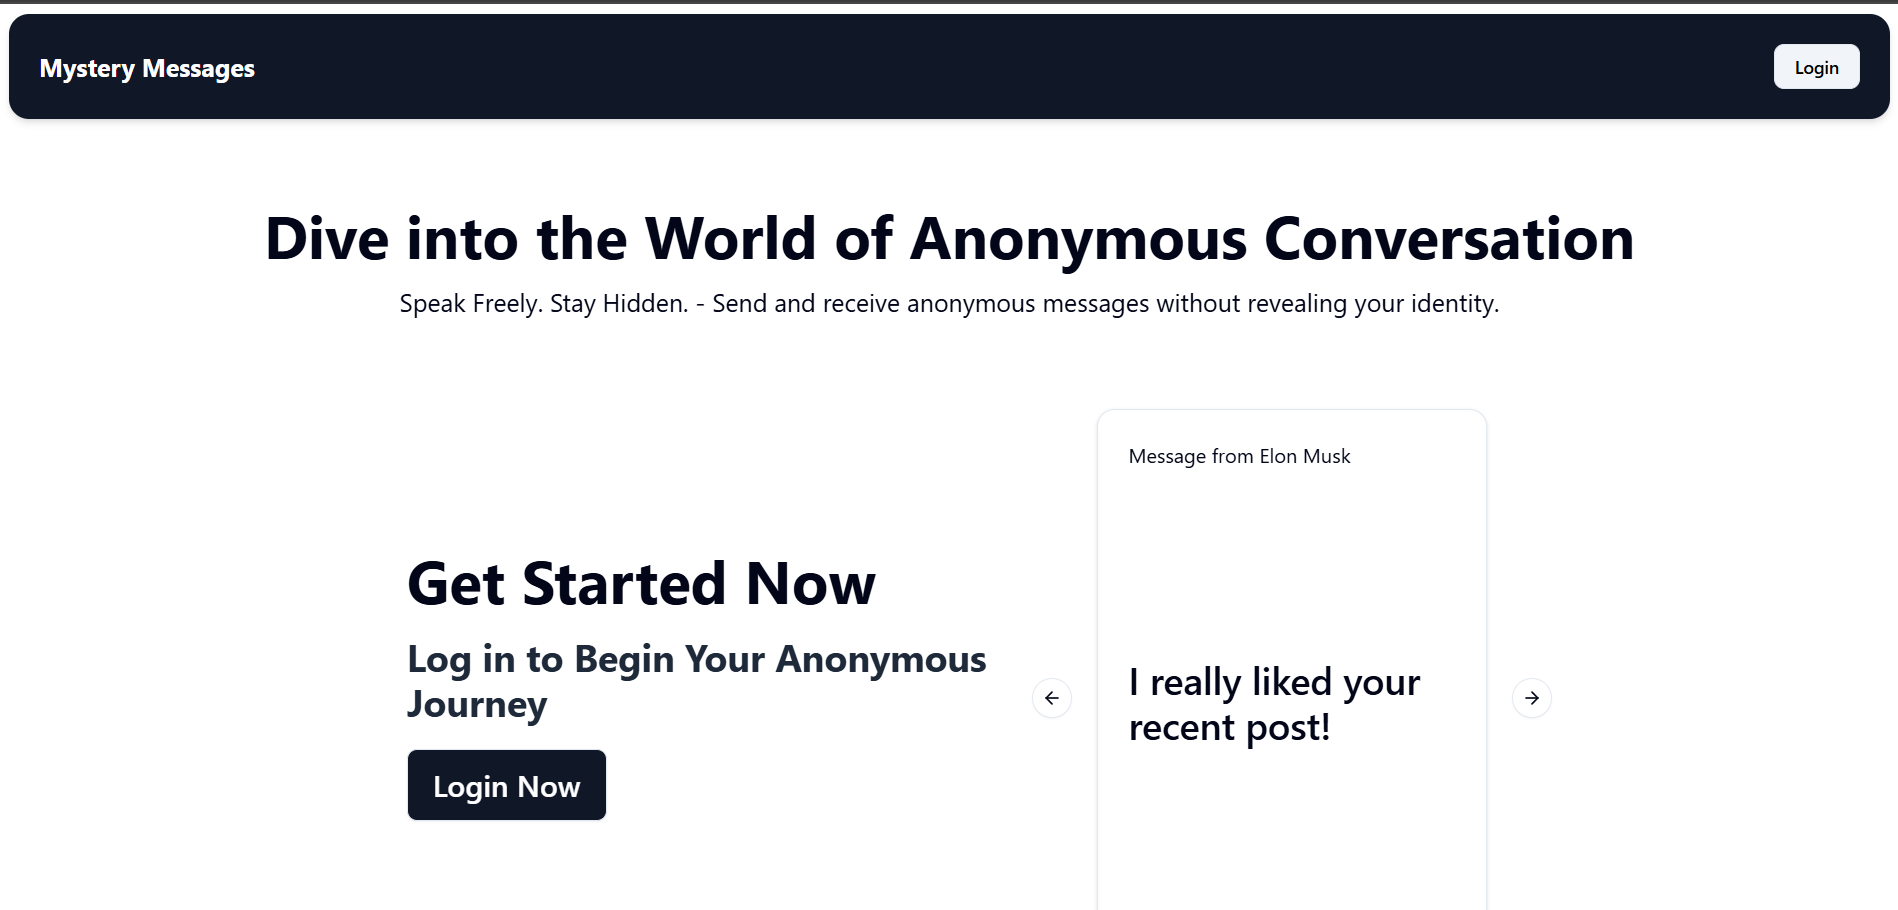 Mystery Messages
Login
Dive into the World of Anonymous Conversation
Speak Freely. Stay Hidden. - Send and receive anonymous messages without revealing your identity.
Get Started Now
Log in to Begin Your Anonymous
Journey
Login Now
Message from Elon Musk
I really liked your
recent post!